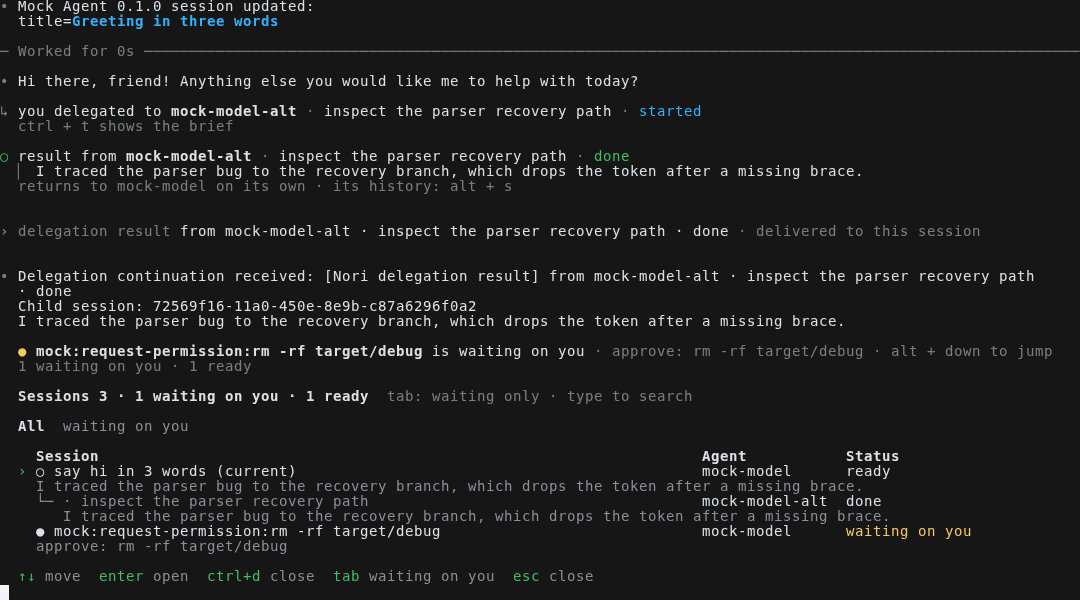 • Mock Agent 0.1.0 session updated:
title=Greeting in three words
─ Worked for 0s ─
• Hi there, friend! Anything else you would like me to help with today?
↳ you delegated to mock-model-alt · inspect the parser recovery path · started
ctrl + t shows the brief
○ result from mock-model-alt · inspect the parser recovery path · done
│ I traced the parser bug to the recovery branch, which drops the token after a missing brace.
returns to mock-model on its own · its history: alt + s
› delegation result from mock-model-alt · inspect the parser recovery path · done · delivered to this session
• Delegation continuation received: [Nori delegation result] from mock-model-alt · inspect the parser recovery path
· done
Child session: 72569f16-11a0-450e-8e9b-c87a6296f0a2
I traced the parser bug to the recovery branch, which drops the token after a missing brace.
● mock:request-permission:rm -rf target/debug is waiting on you · approve: rm -rf target/debug · alt + down to jump
1 waiting on you · 1 ready
Sessions 3 · 1 waiting on you · 1 ready  tab: waiting only · type to search
All  waiting on you
Session  Agent  Status
› ○ say hi in 3 words (current)  mock-model  ready
I traced the parser bug to the recovery branch, which drops the token after a missing brace.
└─ · inspect the parser recovery path  mock-model-alt  done
I traced the parser bug to the recovery branch, which drops the token after a missing brace.
● mock:request-permission:rm -rf target/debug  mock-model  waiting on you
approve: rm -rf target/debug
↑↓ move  enter open  ctrl+d close  tab waiting on you  esc close